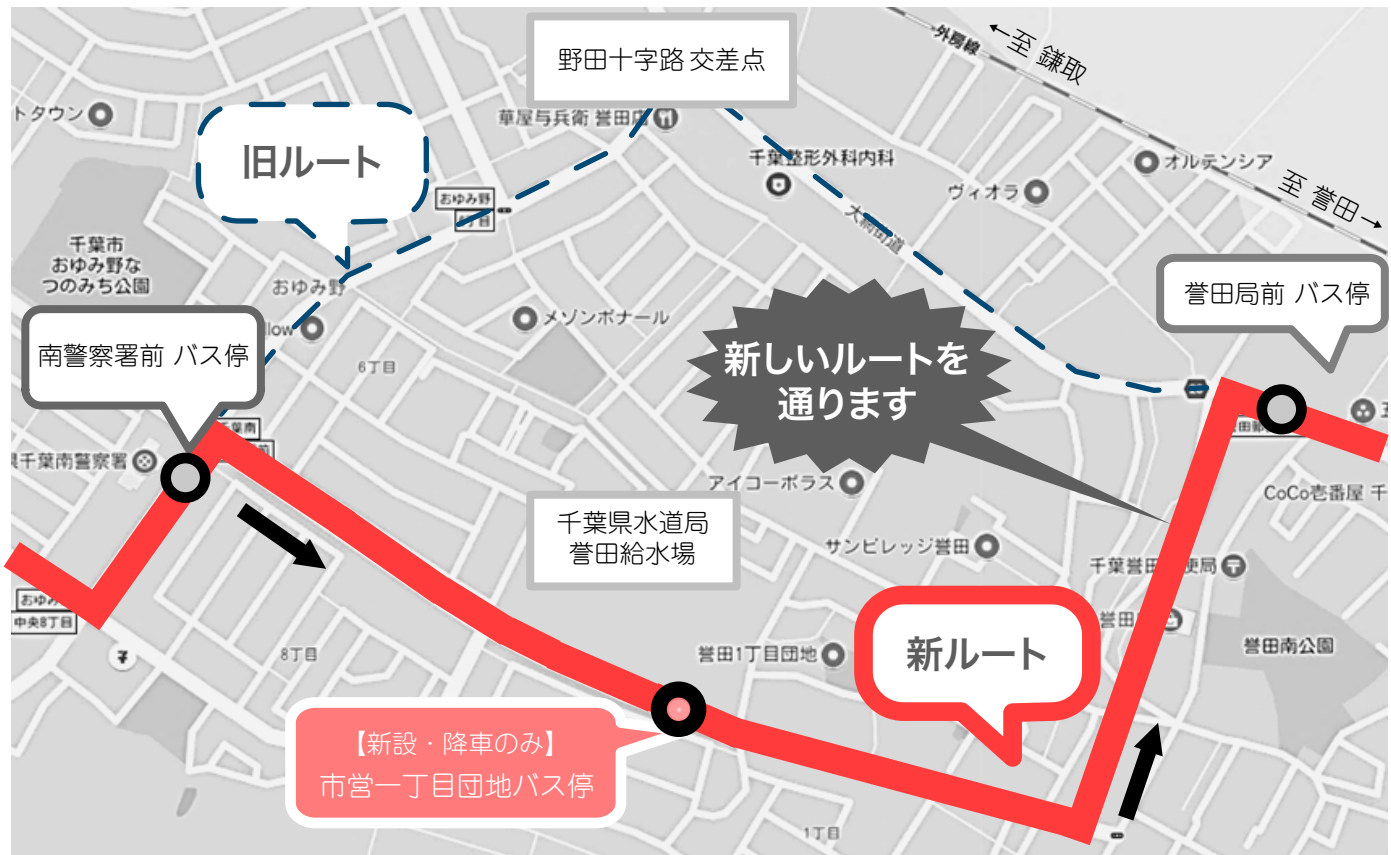 野田十字路 交差点
外房線
←至 鎌取
トタウン
華屋与兵衛 誉田店
旧ルート
千葉整形外科内科
オルテンシア
ヴィオラ
至 誉田→
おゆみ野
6丁目
大網街道
千葉市
おゆみ野な
つのみち公園
おゆみ野
誉田局前 バス停
メゾンボナール
llow
南警察署前 バス停
6丁目
新しいルートを
通ります
千葉南警察署
アイコーポラス
CoCo壱番屋 千
千葉県水道局
誉田給水場
サンビレッジ誉田
中央8丁目
8丁目
誉田1丁目団地
新ルート
誉田南公園
【新設・降車のみ】
市営一丁目団地バス停
1丁目